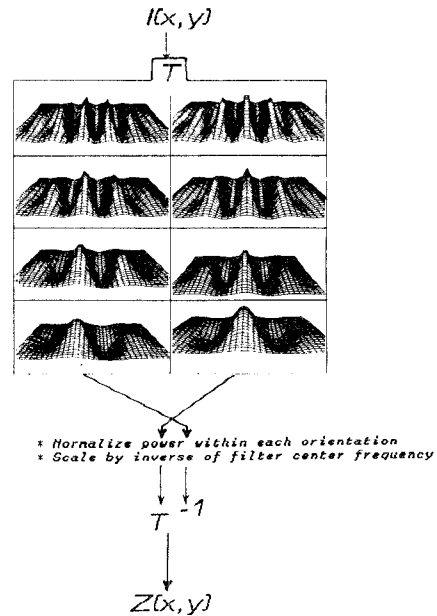 I(x,y)
T
* Normalize power within each orientation
* Scale by inverse of filter center frequency
T -1
Z(x,y)